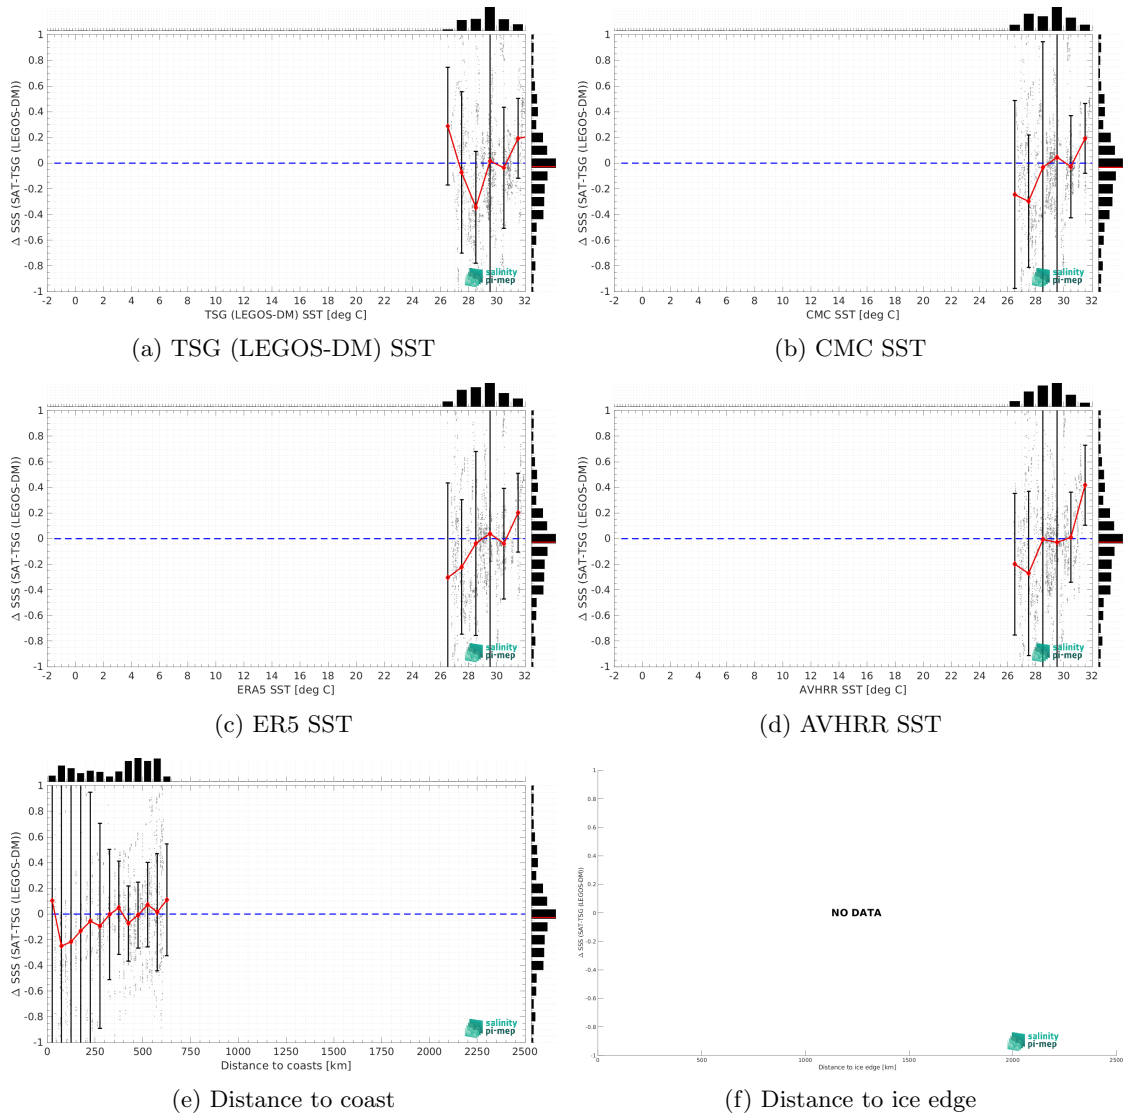 Δ SSS (SAT-TSG (LEGOS-DM))
1
0.8
0.6
0.4
0.2
0
-0.2
-0.4
-0.6
-0.8
-1
-2 0 2 4 6 8 10 12 14 16 18 20 22 24 26 28 30 32
TSG (LEGOS-DM) SST [deg C]
salinity
pi-mep
(a) TSG (LEGOS-DM) SST
Δ SSS (SAT-TSG (LEGOS-DM))
1
0.8
0.6
0.4
0.2
0
-0.2
-0.4
-0.6
-0.8
-1
-2 0 2 4 6 8 10 12 14 16 18 20 22 24 26 28 30 32
CMC SST [deg C]
salinity
pi-mep
(b) CMC SST
Δ SSS (SAT-TSG (LEGOS-DM))
1
0.8
0.6
0.4
0.2
0
-0.2
-0.4
-0.6
-0.8
-1
-2 0 2 4 6 8 10 12 14 16 18 20 22 24 26 28 30 32
ERA5 SST [deg C]
salinity
pi-mep
(c) ER5 SST
Δ SSS (SAT-TSG (LEGOS-DM))
1
0.8
0.6
0.4
0.2
0
-0.2
-0.4
-0.6
-0.8
-1
-2 0 2 4 6 8 10 12 14 16 18 20 22 24 26 28 30 32
AVHRR SST [deg C]
salinity
pi-mep
(d) AVHRR SST
Δ SSS (SAT-TSG (LEGOS-DM))
1
0.8
0.6
0.4
0.2
0
-0.2
-0.4
-0.6
-0.8
-1
0 250 500 750 1000 1250 1500 1750 2000 2250 2500
Distance to coasts [km]
salinity
pi-mep
(e) Distance to coast
Δ SSS (SAT-TSG (LEGOS-DM))
1
0.8
0.6
0.4
0.2
0
-0.2
-0.4
-0.6
-0.8
-1
NO DATA
0 500 1000 1500 2000 2500
Distance to ice edge [km]
salinity
pi-mep
(f) Distance to ice edge